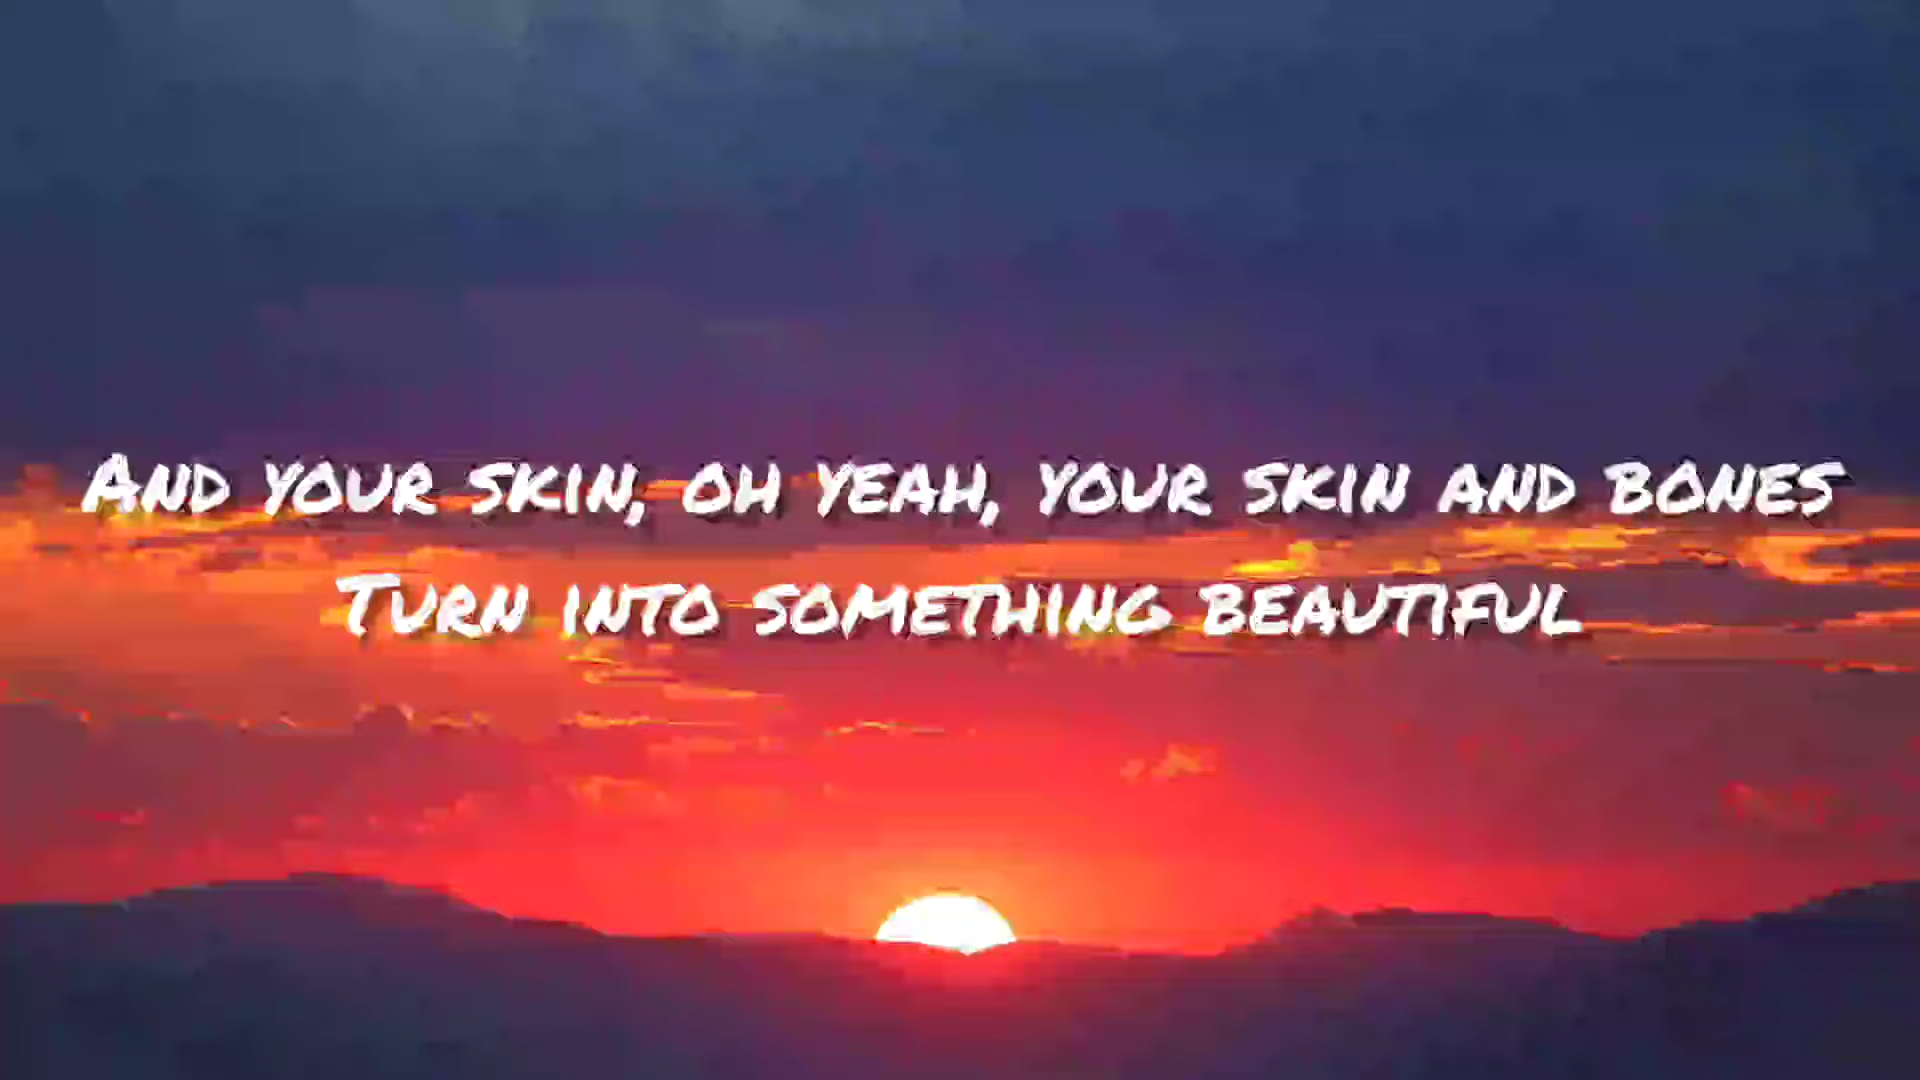 And your skin, oh yeah, your skin and bones
Turn into something beautiful